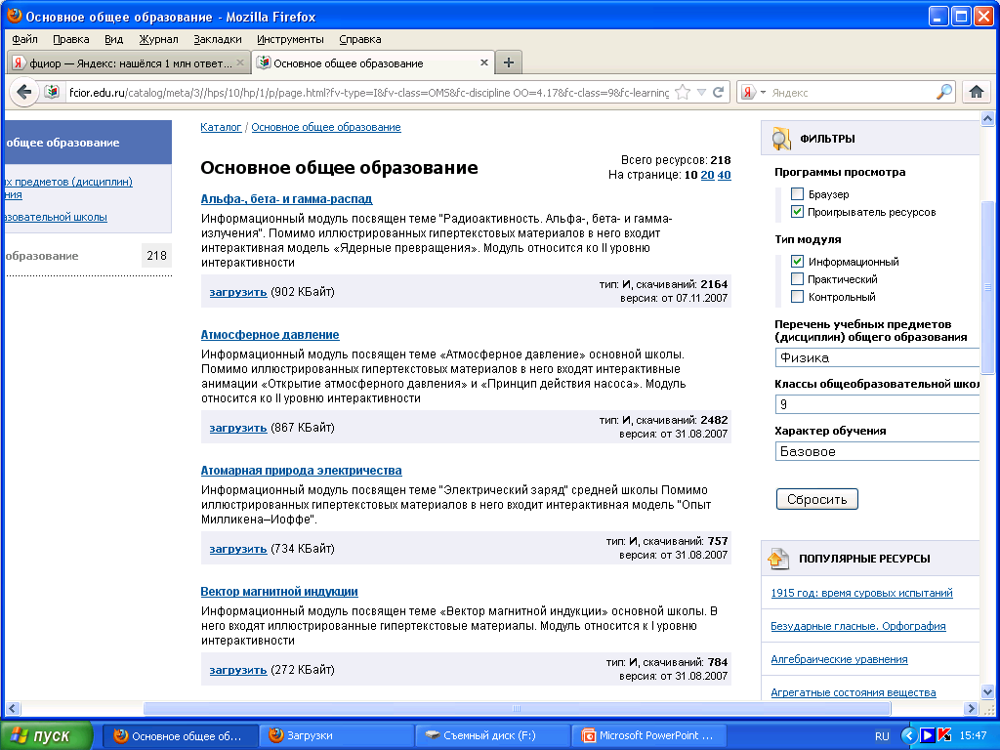 Основное общее образование - Mozilla Firefox
Файл Правка Вид Журнал Закладки Инструменты Справка
фциор — Яндекс: нашёлся 1 млн ответ...
Основное общее образование
fcior.edu.ru/catalog/meta/3//hps/10/hp/1/p/page.html?fv-type=I&fv-class=OMS&fc-discipline OO=4.17&fc-class=9&fc-learning
Яндекс
общее образование
х предметов (дисциплин)
ния
азовательной школы
образование 218
Каталог / Основное общее образование
Основное общее образование
Всего ресурсов: 218
На странице: 10 20 40
Альфа-, бета- и гамма-распад
Информационный модуль посвящен теме "Радиоактивность. Альфа-, бета- и гамма-
излучения". Помимо иллюстрированных гипертекстовых материалов в него входит
интерактивная модель «Ядерные превращения». Модуль относится ко II уровню
интерактивности
загрузить (902 КБайт)
тип: И, скачиваний: 2164
версия: от 07.11.2007
Атмосферное давление
Информационный модуль посвящен теме «Атмосферное давление» основной школы.
Помимо иллюстрированных гипертекстовых материалов в него входят интерактивные
анимации «Открытие атмосферного давления» и «Принцип действия насоса». Модуль
относится ко II уровню интерактивности
загрузить (867 КБайт)
тип: И, скачиваний: 2482
версия: от 31.08.2007
Атомарная природа электричества
Информационный модуль посвящен теме "Электрический заряд" средней школы Помимо
иллюстрированных гипертекстовых материалов в него входит интерактивная модель "Опыт
Милликена—Иоффе".
загрузить (734 КБайт)
тип: И, скачиваний: 757
версия: от 31.08.2007
Вектор магнитной индукции
Информационный модуль посвящен теме «Вектор магнитной индукции» основной школы. В
него входят иллюстрированные гипертекстовые материалы. Модуль относится к I уровню
интерактивности
загрузить (272 КБайт)
тип: И, скачиваний: 784
версия: от 31.08.2007
ФИЛЬТРЫ
Программы просмотра
Браузер
Проигрыватель ресурсов
Тип модуля
Информационный
Практический
Контрольный
Перечень учебных предметов
(дисциплин) общего образования
Физика
Классы общеобразовательной школ
9
Характер обучения
Базовое
Сбросить
ПОПУЛЯРНЫЕ РЕСУРСЫ
1915 год: время суровых испытаний
Безударные гласные. Орфография
Алгебраические уравнения
Агрегатные состояния вещества
пуск
Основное общее об...
Загрузки
Съемный диск (F:)
Microsoft PowerPoint ...
RU
15:47